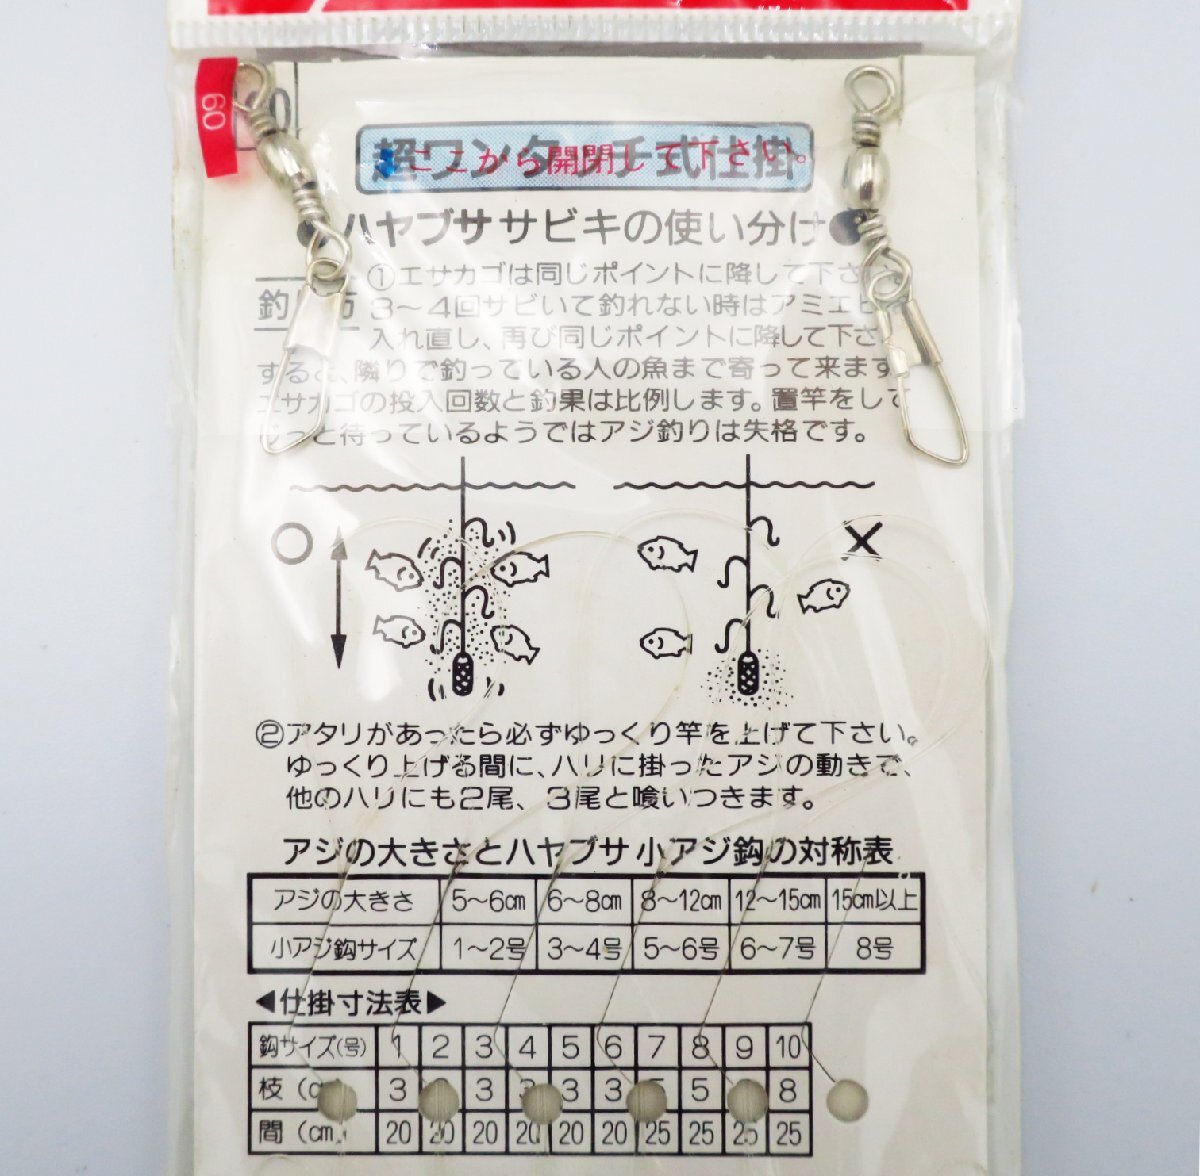 09
ここから開閉して下さい。
超ワンタッチ式仕掛
ハヤブササビキの使い分け●
釣 方
①エサカゴは同じポイントに降して下さ
3〜4回サビいて釣れない時はアミエビ
入れ直し、再び同じポイントに降して下さ
すると、隣りで釣っている人の魚まで寄って来ます
エサカゴの投入回数と釣果は比例します。置竿をして
じっと待っているようではアジ釣りは失格です。
○ ×
②アタリがあったら必ずゆっくり竿を上げて下さい。
ゆっくり上げる間に、ハリに掛ったアジの動きで、
他のハリにも2尾、3尾と喰いつきます。
アジの大きさとハヤブサ小アジ鈎の対称表
アジの大きさ 5〜6cm 6〜8cm 8〜12cm 12〜15cm 15cm以上
小アジ鈎サイズ 1〜2号 3〜4号 5〜6号 6〜7号 8号
◀仕掛寸法表▶
鈎サイズ(号) 1 2 3 4 5 6 7 8 9 10
枝(c 3 3 3 3 5 8
間(cm) 20 20 20 20 20 20 25 25 25 25